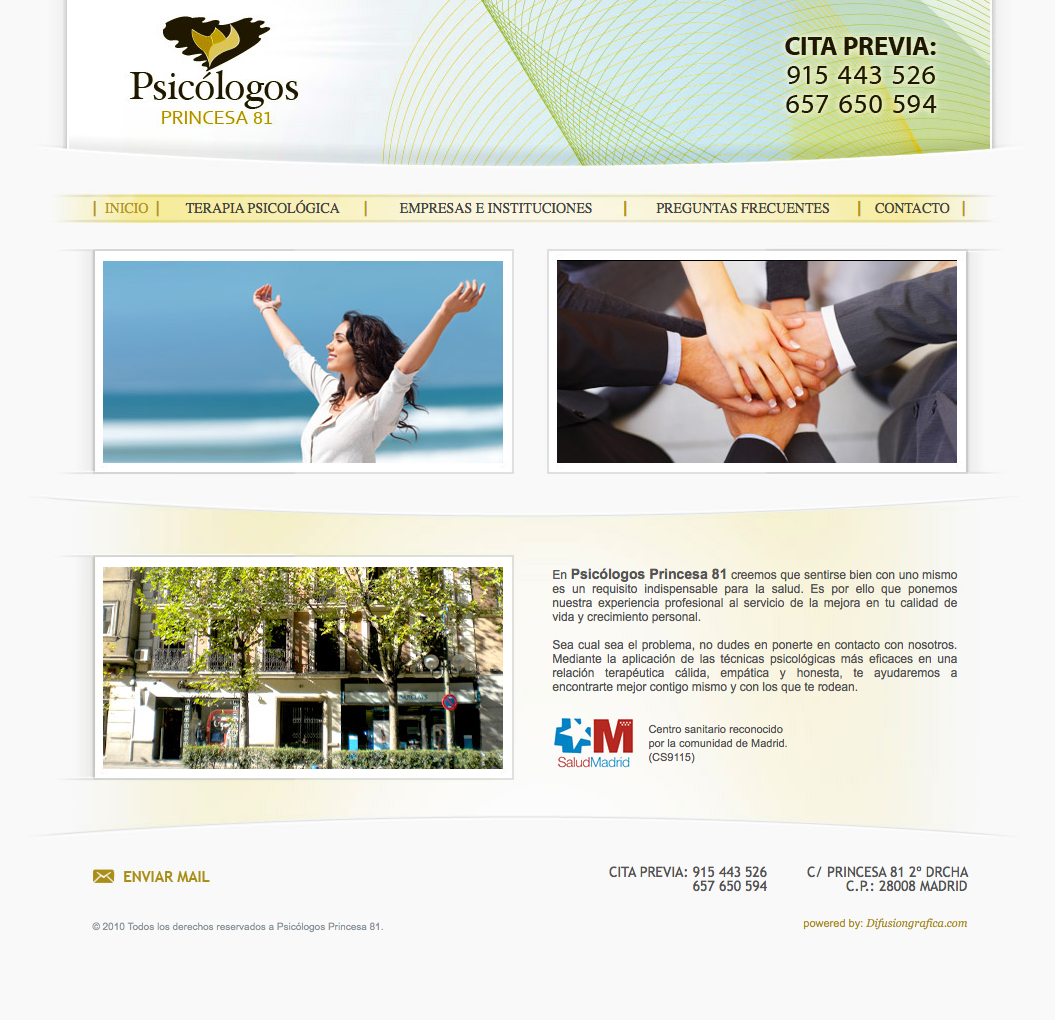 Psicólogos
PRINCESA 81
CITA PREVIA:
915 443 526
657 650 594
| INICIO | TERAPIA PSICOLÓGICA | EMPRESAS E INSTITUCIONES | PREGUNTAS FRECUENTES | CONTACTO |
En Psicólogos Princesa 81 creemos que sentirse bien con uno mismo
es un requisito indispensable para la salud. Es por ello que ponemos
nuestra experiencia profesional al servicio de la mejora en tu calidad de
vida y crecimiento personal.
Sea cual sea el problema, no dudes en ponerte en contacto con nosotros.
Mediante la aplicación de las técnicas psicológicas más eficaces en una
relación terapéutica cálida, empática y honesta, te ayudaremos a
encontrarte mejor contigo mismo y con los que te rodean.
M
SaludMadrid
Centro sanitario reconocido
por la comunidad de Madrid.
(CS9115)
ENVIAR MAIL
CITA PREVIA: 915 443 526
657 650 594
C/ PRINCESA 81 2º DRCHA
C.P.: 28008 MADRID
© 2010 Todos los derechos reservados a Psicólogos Princesa 81.
powered by: Difusiongrafica.com